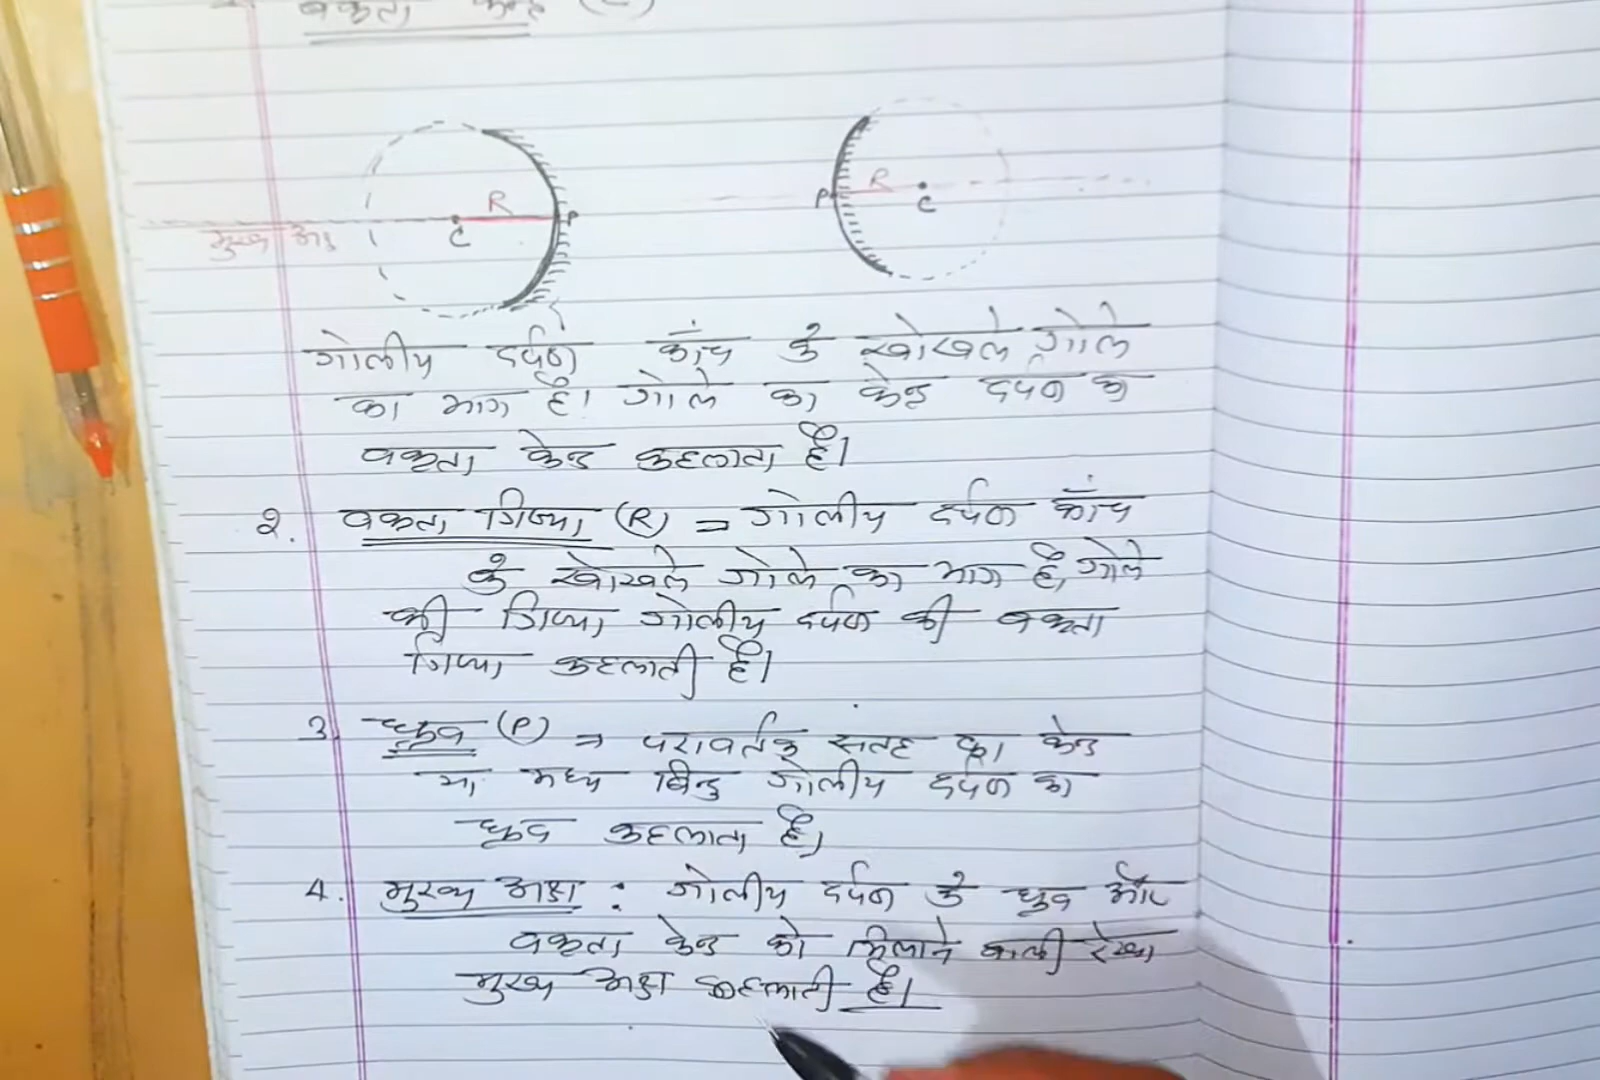 वक्रता केन्द्र (C)
R
R
P
P
C
C
मुख्य अक्ष
गोलीय दर्पण काँच के खोखले गोले
का भाग है। गोले का केन्द्र दर्पण का
वक्रता केन्द्र कहलाता है।
२. वक्रता त्रिज्या (R) = गोलीय दर्पण काँच
के खोखले गोले का भाग है, गोले
की त्रिज्या गोलीय दर्पण की वक्रता
त्रिज्या कहलाती है।
3. ध्रुव (P) = परावर्तक सतह का केन्द्र
या मध्य बिन्दु गोलीय दर्पण का
ध्रुव कहलाता है।
4. मुख्य अक्ष : गोलीय दर्पण के ध्रुव और
वक्रता केन्द्र को मिलाने वाली रेखा
मुख्य अक्ष कहलाती है।